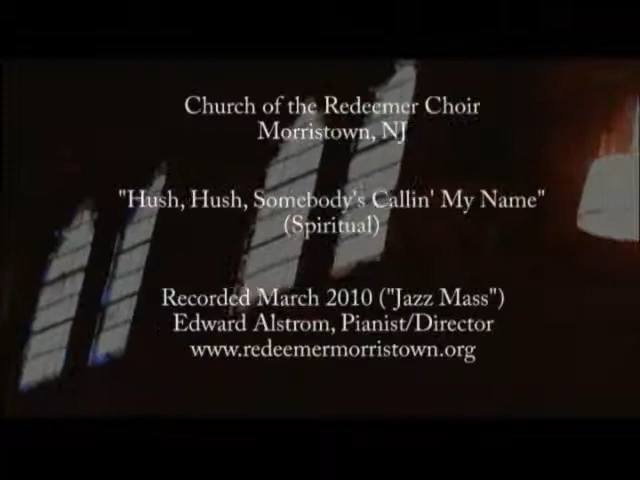 Church of the Redeemer Choir
Morristown, NJ
"Hush, Hush, Somebody's Callin' My Name"
(Spiritual)
Recorded March 2010 ("Jazz Mass")
Edward Alstrom, Pianist/Director
www.redeemermorristown.org